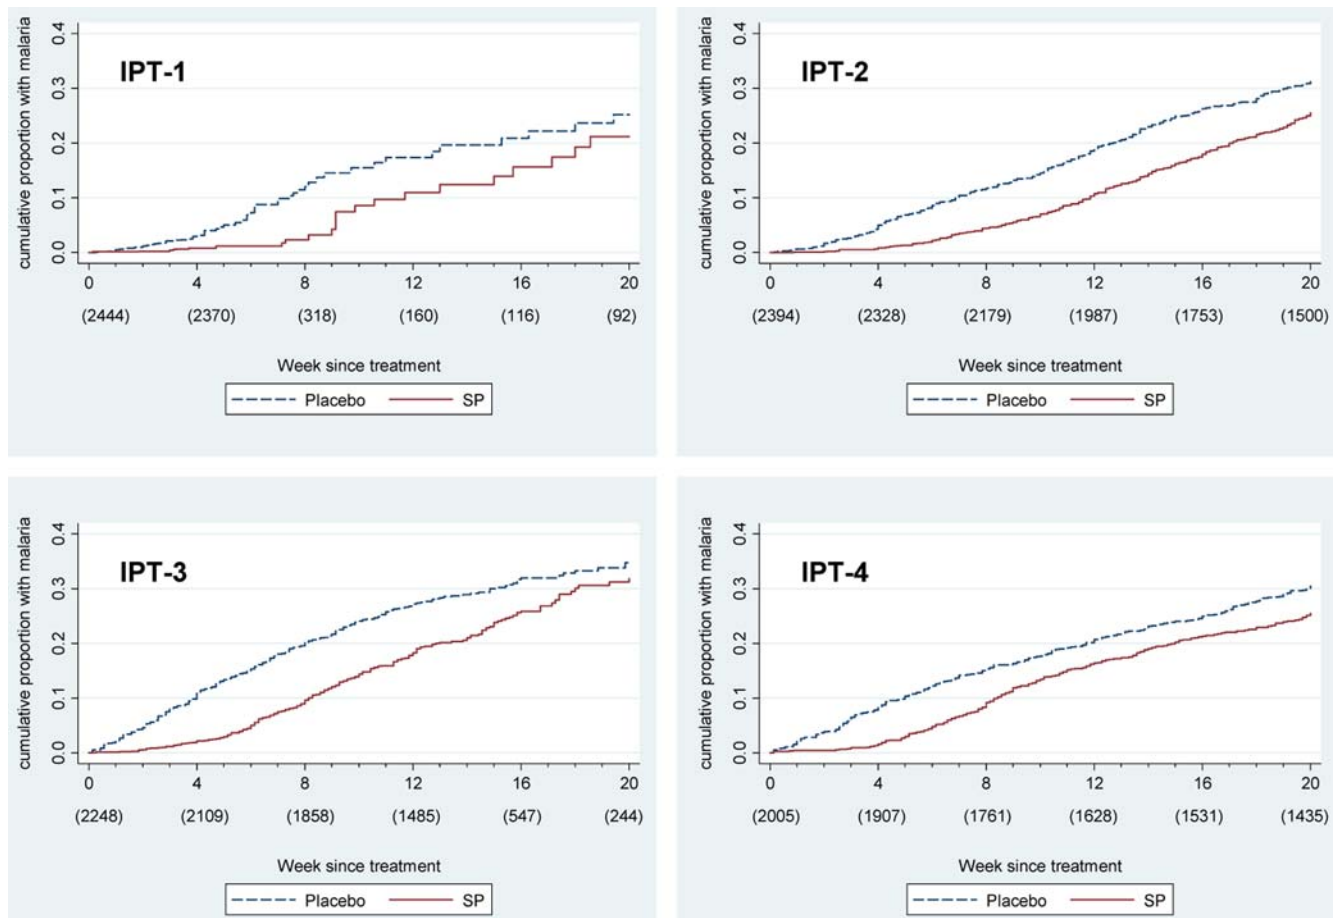 IPT-1
cumulative proportion with malaria
0.4
0.3
0.2
0.1
0.0
0 4 8 12 16 20
(2444) (2370) (318) (160) (116) (92)
Week since treatment
Placebo SP
IPT-2
cumulative proportion with malaria
0.4
0.3
0.2
0.1
0.0
0 4 8 12 16 20
(2394) (2328) (2179) (1987) (1753) (1500)
Week since treatment
Placebo SP
IPT-3
cumulative proportion with malaria
0.4
0.3
0.2
0.1
0.0
0 4 8 12 16 20
(2248) (2109) (1858) (1485) (547) (244)
Week since treatment
Placebo SP
IPT-4
cumulative proportion with malaria
0.4
0.3
0.2
0.1
0.0
0 4 8 12 16 20
(2005) (1907) (1761) (1628) (1531) (1435)
Week since treatment
Placebo SP